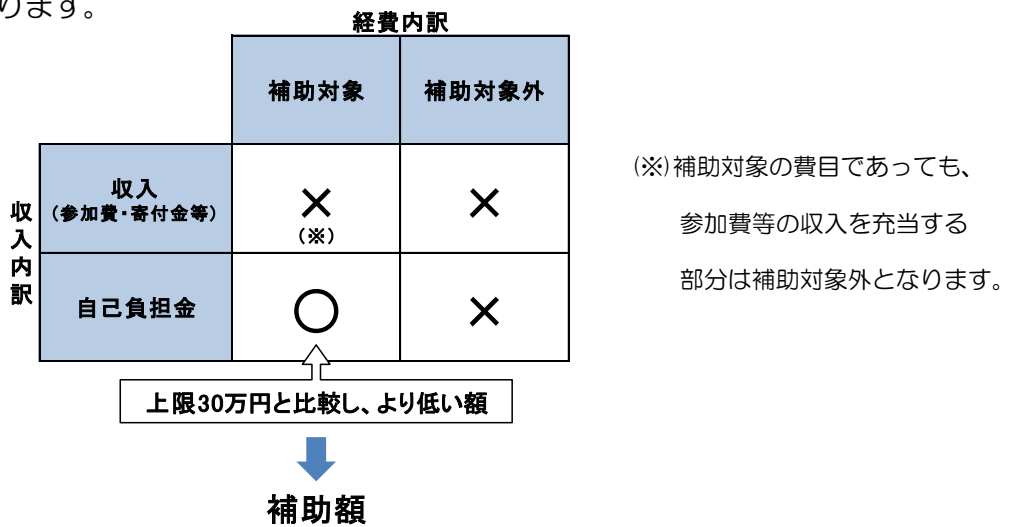 ります。
経費内訳
補助対象 補助対象外
収入内訳
収入
(参加費・寄付金等)
×
(※)
×
自己負担金
○
×
(※)補助対象の費目であっても、
参加費等の収入を充当する
部分は補助対象外となります。
上限30万円と比較し、より低い額
補助額